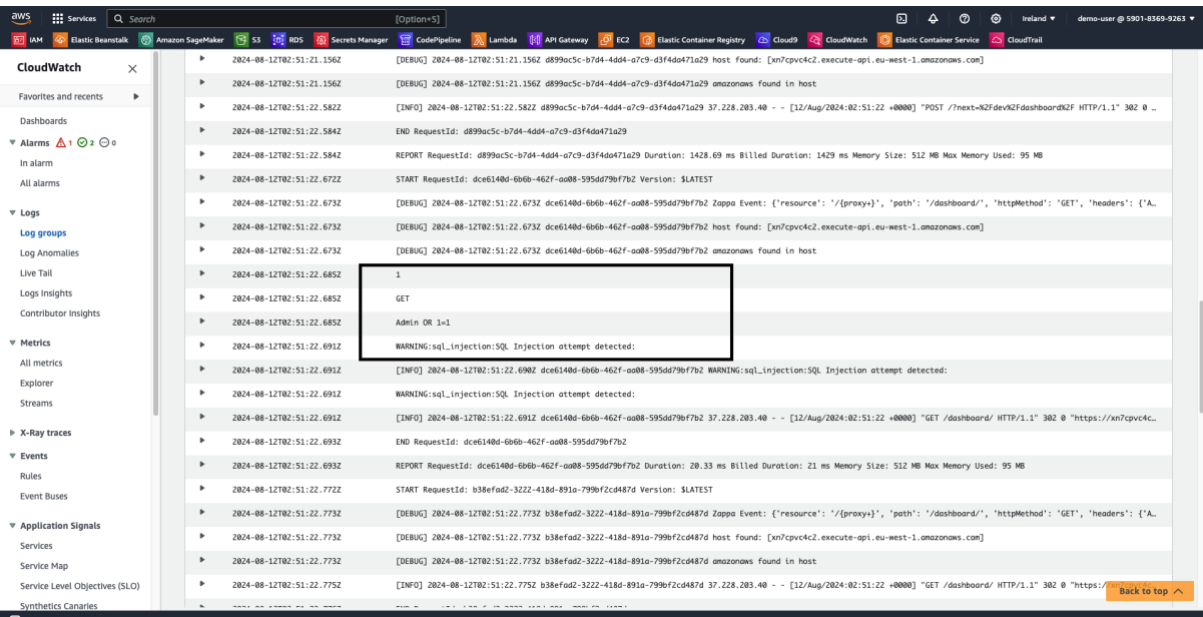 aws Services Search [Option+S] Ireland demo-user @ 5901-8369-9263
IAM Elastic Beanstalk Amazon SageMaker S3 RDS Secrets Manager CodePipeline Lambda API Gateway EC2 Elastic Container Registry Cloud9 CloudWatch Elastic Container Service CloudTrail
CloudWatch
Favorites and recents
Dashboards
Alarms 1 2 0
In alarm
All alarms
Logs
Log groups
Log Anomalies
Live Tail
Logs Insights
Contributor Insights
Metrics
All metrics
Explorer
Streams
X-Ray traces
Events
Rules
Event Buses
Application Signals
Services
Service Map
Service Level Objectives (SLO)
Synthetics Canaries
2024-08-12T02:51:21.156Z [DEBUG] 2024-08-12T02:51:21.156Z d899ac5c-b7d4-4dd4-a7c9-d3f4da471a29 host found: [xn7cpvc4c2.execute-api.eu-west-1.amazonaws.com]
2024-08-12T02:51:21.156Z [DEBUG] 2024-08-12T02:51:21.156Z d899ac5c-b7d4-4dd4-a7c9-d3f4da471a29 amazonaws found in host
2024-08-12T02:51:22.582Z [INFO] 2024-08-12T02:51:22.582Z d899ac5c-b7d4-4dd4-a7c9-d3f4da471a29 37.228.203.40 - - [12/Aug/2024:02:51:22 +0000] "POST /?next=%2Fdev%2Fdashboard%2F HTTP/1.1" 302 0 …
2024-08-12T02:51:22.584Z END RequestId: d899ac5c-b7d4-4dd4-a7c9-d3f4da471a29
2024-08-12T02:51:22.584Z REPORT RequestId: d899ac5c-b7d4-4dd4-a7c9-d3f4da471a29 Duration: 1428.69 ms Billed Duration: 1429 ms Memory Size: 512 MB Max Memory Used: 95 MB
2024-08-12T02:51:22.672Z START RequestId: dce6140d-6b6b-462f-aa08-595dd79bf7b2 Version: $LATEST
2024-08-12T02:51:22.673Z [DEBUG] 2024-08-12T02:51:22.673Z dce6140d-6b6b-462f-aa08-595dd79bf7b2 Zappa Event: {'resource': '/{proxy+}', 'path': '/dashboard/', 'httpMethod': 'GET', 'headers': {'A…
2024-08-12T02:51:22.673Z [DEBUG] 2024-08-12T02:51:22.673Z dce6140d-6b6b-462f-aa08-595dd79bf7b2 host found: [xn7cpvc4c2.execute-api.eu-west-1.amazonaws.com]
2024-08-12T02:51:22.673Z [DEBUG] 2024-08-12T02:51:22.673Z dce6140d-6b6b-462f-aa08-595dd79bf7b2 amazonaws found in host
2024-08-12T02:51:22.685Z 1
2024-08-12T02:51:22.685Z GET
2024-08-12T02:51:22.685Z Admin OR 1=1
2024-08-12T02:51:22.691Z WARNING:sql_injection:SQL Injection attempt detected:
2024-08-12T02:51:22.691Z [INFO] 2024-08-12T02:51:22.690Z dce6140d-6b6b-462f-aa08-595dd79bf7b2 WARNING:sql_injection:SQL Injection attempt detected:
2024-08-12T02:51:22.691Z WARNING:sql_injection:SQL Injection attempt detected:
2024-08-12T02:51:22.691Z [INFO] 2024-08-12T02:51:22.691Z dce6140d-6b6b-462f-aa08-595dd79bf7b2 37.228.203.40 - - [12/Aug/2024:02:51:22 +0000] "GET /dashboard/ HTTP/1.1" 302 0 "https://xn7cpvc4c…
2024-08-12T02:51:22.693Z END RequestId: dce6140d-6b6b-462f-aa08-595dd79bf7b2
2024-08-12T02:51:22.693Z REPORT RequestId: dce6140d-6b6b-462f-aa08-595dd79bf7b2 Duration: 20.33 ms Billed Duration: 21 ms Memory Size: 512 MB Max Memory Used: 95 MB
2024-08-12T02:51:22.772Z START RequestId: b38efad2-3222-418d-891a-799bf2cd487d Version: $LATEST
2024-08-12T02:51:22.773Z [DEBUG] 2024-08-12T02:51:22.773Z b38efad2-3222-418d-891a-799bf2cd487d Zappa Event: {'resource': '/{proxy+}', 'path': '/dashboard/', 'httpMethod': 'GET', 'headers': {'A…
2024-08-12T02:51:22.773Z [DEBUG] 2024-08-12T02:51:22.773Z b38efad2-3222-418d-891a-799bf2cd487d host found: [xn7cpvc4c2.execute-api.eu-west-1.amazonaws.com]
2024-08-12T02:51:22.773Z [DEBUG] 2024-08-12T02:51:22.773Z b38efad2-3222-418d-891a-799bf2cd487d amazonaws found in host
2024-08-12T02:51:22.775Z [INFO] 2024-08-12T02:51:22.775Z b38efad2-3222-418d-891a-799bf2cd487d 37.228.203.40 - - [12/Aug/2024:02:51:22 +0000] "GET /dashboard/ HTTP/1.1" 302 0 "https:/
Back to top